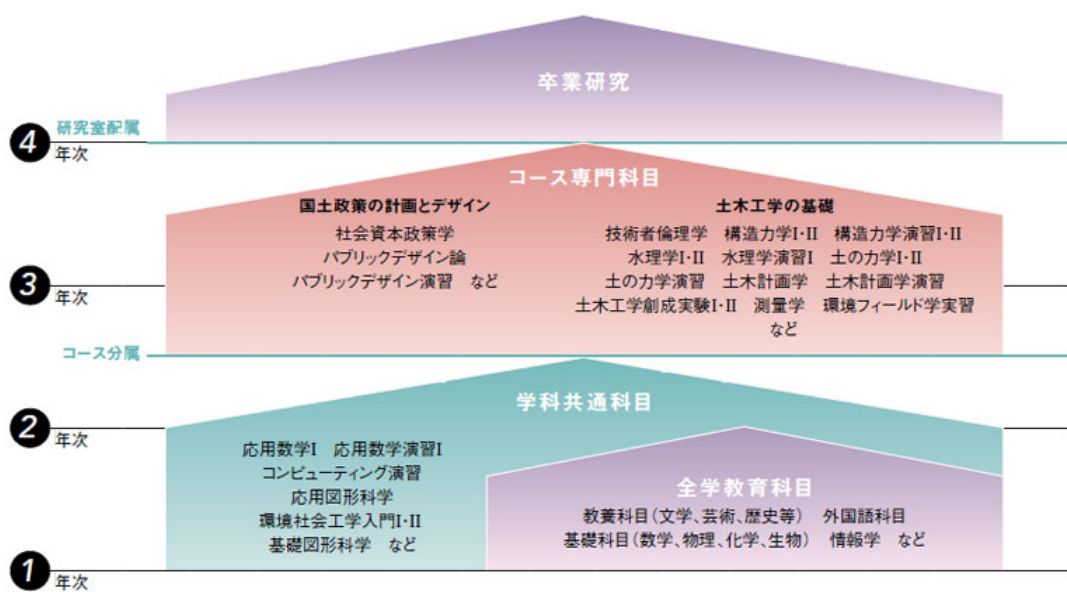 卒業研究
研究室配属
4年次
コース専門科目
国土政策の計画とデザイン
社会資本政策学
パブリックデザイン論
パブリックデザイン演習 など
土木工学の基礎
技術者倫理学 構造力学I・II 構造力学演習I・II
水理学I・II 水理学演習I 土の力学I・II
土の力学演習 土木計画学 土木計画学演習
土木工学創成実験I・II 測量学 環境フィールド学実習
など
3年次
コース分属
学科共通科目
2年次
応用数学I 応用数学演習I
コンピューティング演習
応用図形科学
環境社会工学入門I・II
基礎図形科学 など
全学教育科目
教養科目(文学、芸術、歴史等) 外国語科目
基礎科目(数学、物理、化学、生物) 情報学 など
1年次